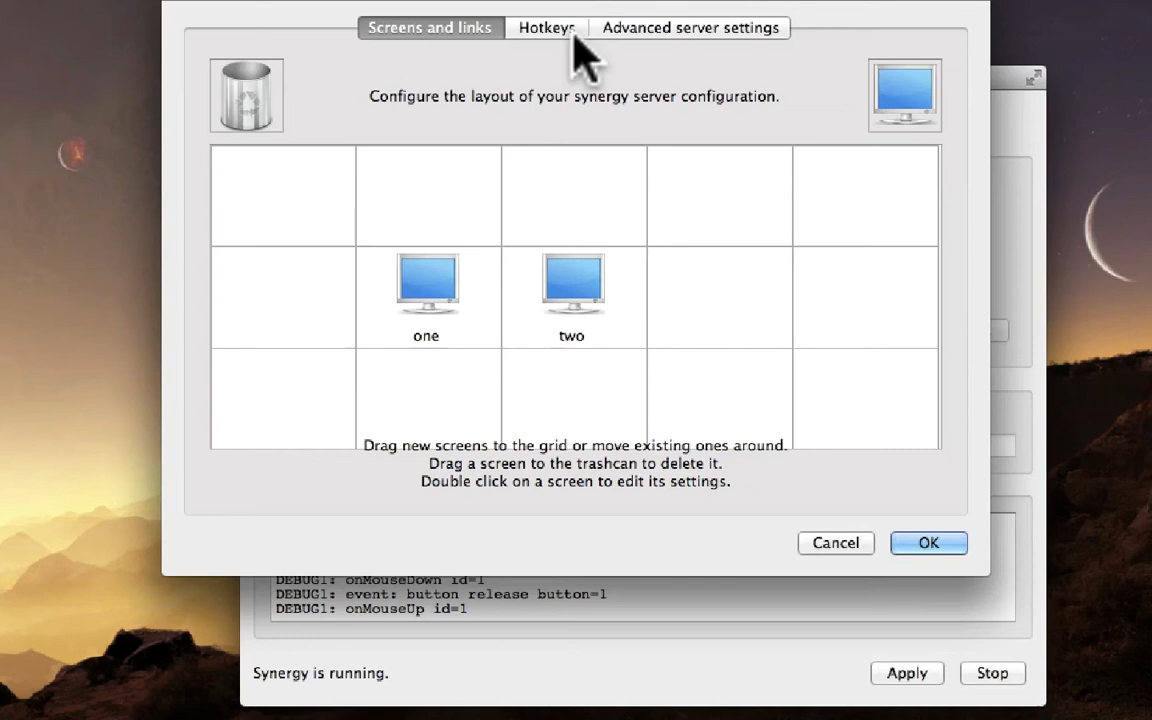 Screens and links Hotkeys Advanced server settings
Configure the layout of your synergy server configuration.
one two
Drag new screens to the grid or move existing ones around.
Drag a screen to the trashcan to delete it.
Double click on a screen to edit its settings.
Cancel OK
DEBUG1: onMouseDown id=1
DEBUG1: event: button release button=1
DEBUG1: onMouseUp id=1
Synergy is running.
Apply Stop